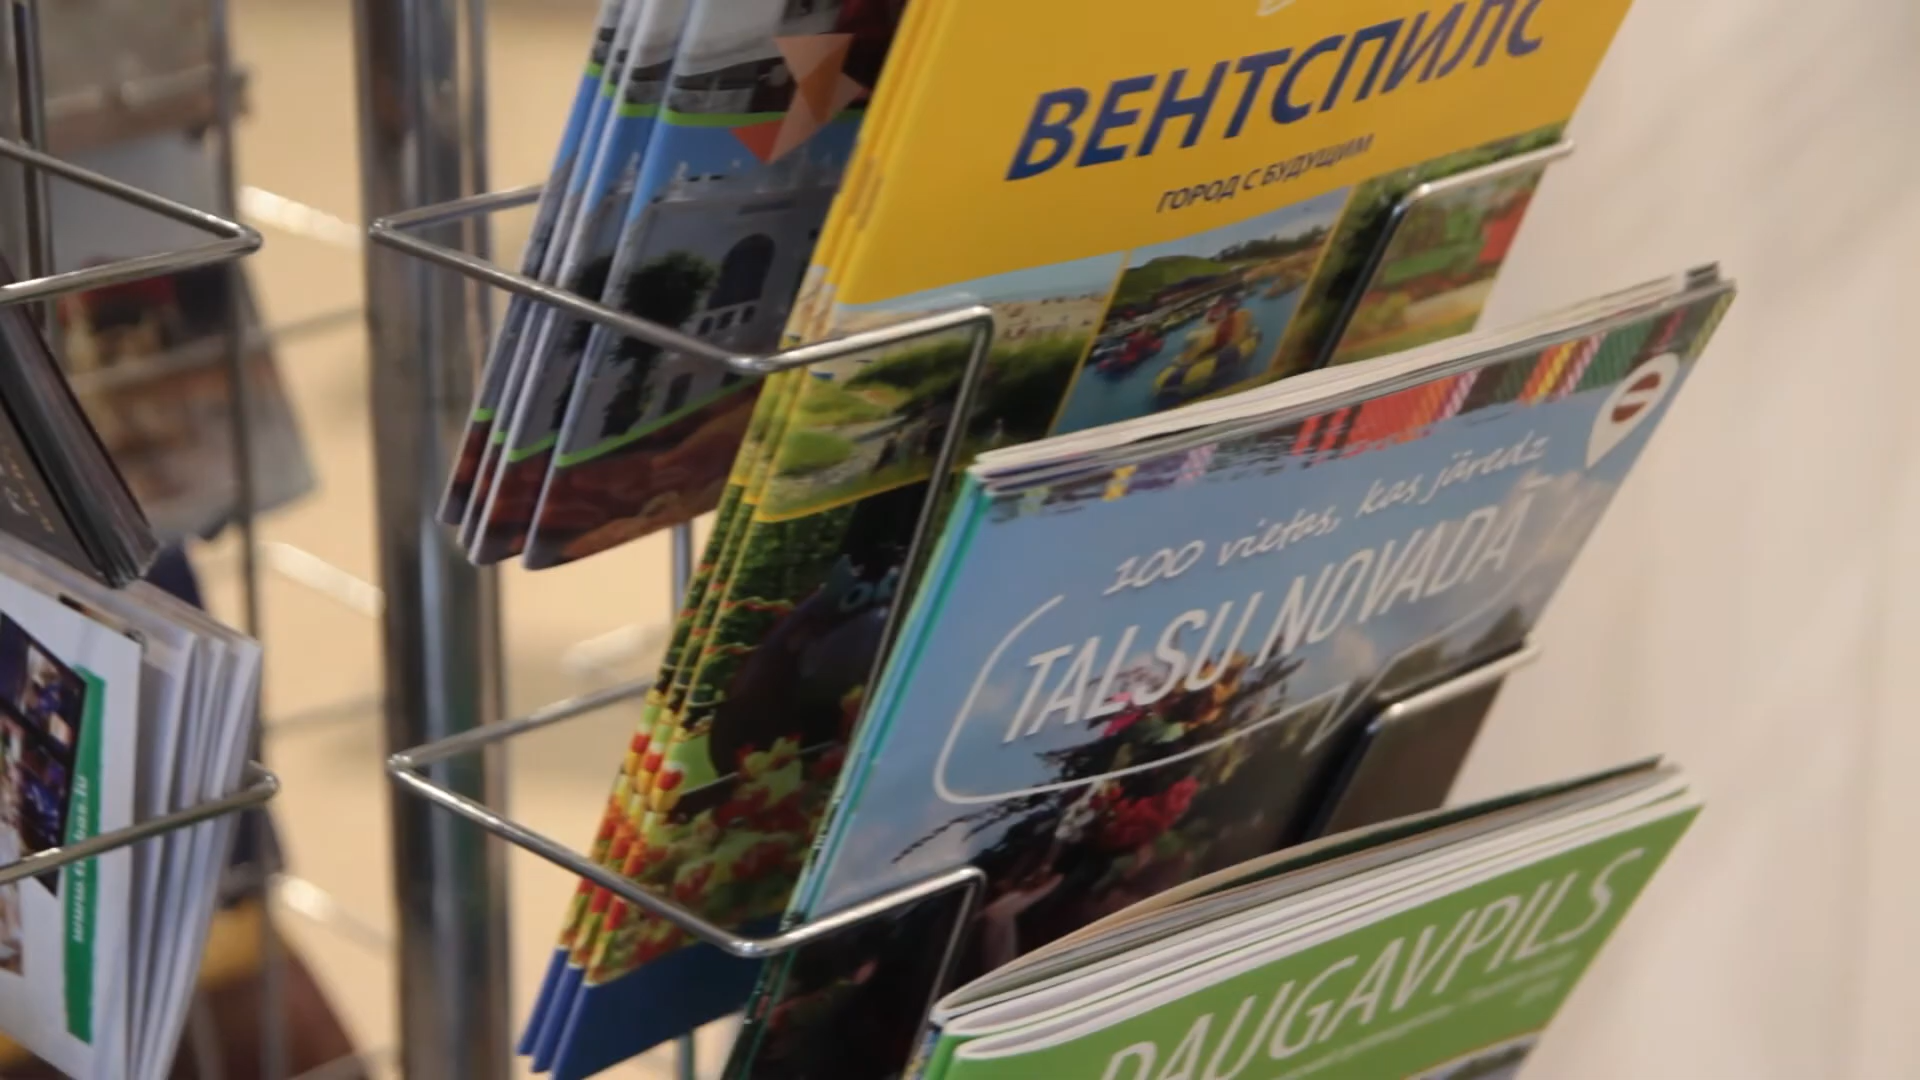 ВЕНТСПИЛС
ГОРОД С БУДУЩИМ
100 vietas, kas jāredz
TALSU NOVADĀ
DAUGAVPILS